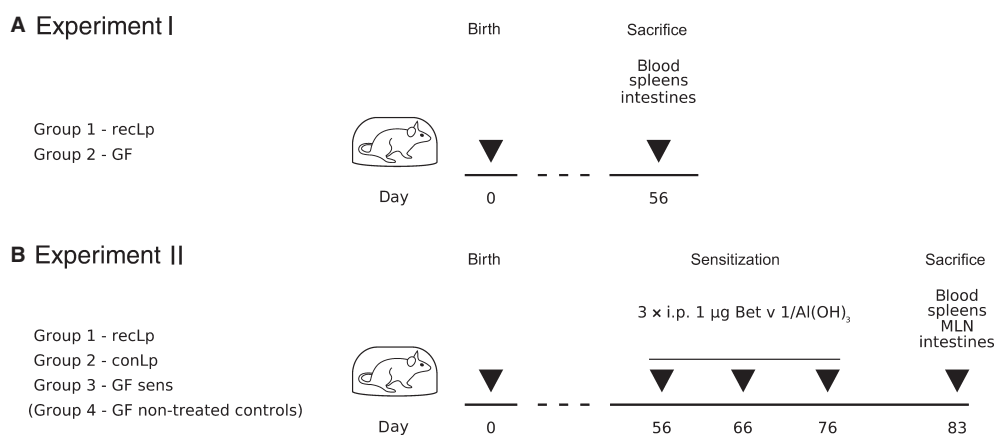 A Experiment I
Birth
Sacrifice
Blood
spleens
intestines
Group 1 - recLp
Group 2 - GF
Day
0
56
B Experiment II
Birth
Sensitization
Sacrifice
3 × i.p. 1 µg Bet v 1/Al(OH)₃
Blood
spleens
MLN
intestines
Group 1 - recLp
Group 2 - conLp
Group 3 - GF sens
(Group 4 - GF non-treated controls)
Day
0
56
66
76
83